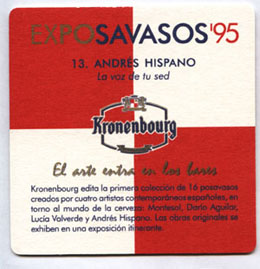 EXPOSAVASOS'95
13. ANDRÉS HISPANO
La voz de tu sed
Kronenbourg
El arte entra en los bares
Kronenbourg edita la primera colección de 16 posavasos
creados por cuatro artistas contemporáneos españoles, en
torno al mundo de la cerveza: Montesol, Darío Aguilar,
Lucía Valverde y Andrés Hispano. Las obras originales se
exhiben en una exposición itinerante.